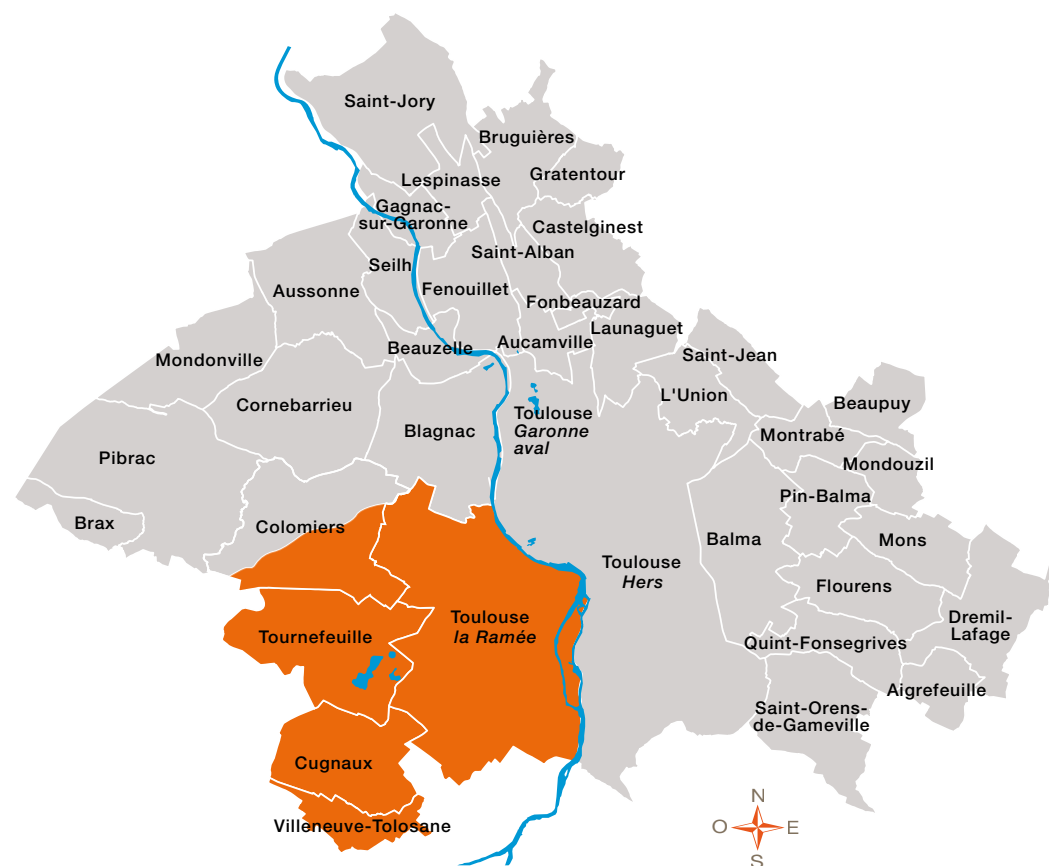 Saint-Jory
Bruguières
Gratentour
Lespinasse
Gagnac-
sur-Garonne
Castelginest
Saint-Alban
Seilh
Fenouillet
Aussonne
Fonbeauzard
Launaguet
Beauzelle
Aucamville
Saint-Jean
Mondonville
L'Union
Beaupuy
Cornebarrieu
Toulouse
Garonne
aval
Blagnac
Montrabé
Mondouzil
Pibrac
Pin-Balma
Brax
Colomiers
Balma
Mons
Toulouse
Hers
Flourens
Toulouse
la Ramée
Tournefeuille
Dremil-
Lafage
Quint-Fonsegrives
Aigrefeuille
Saint-Orens-
de-Gameville
Cugnaux
Villeneuve-Tolosane
N
O E
S